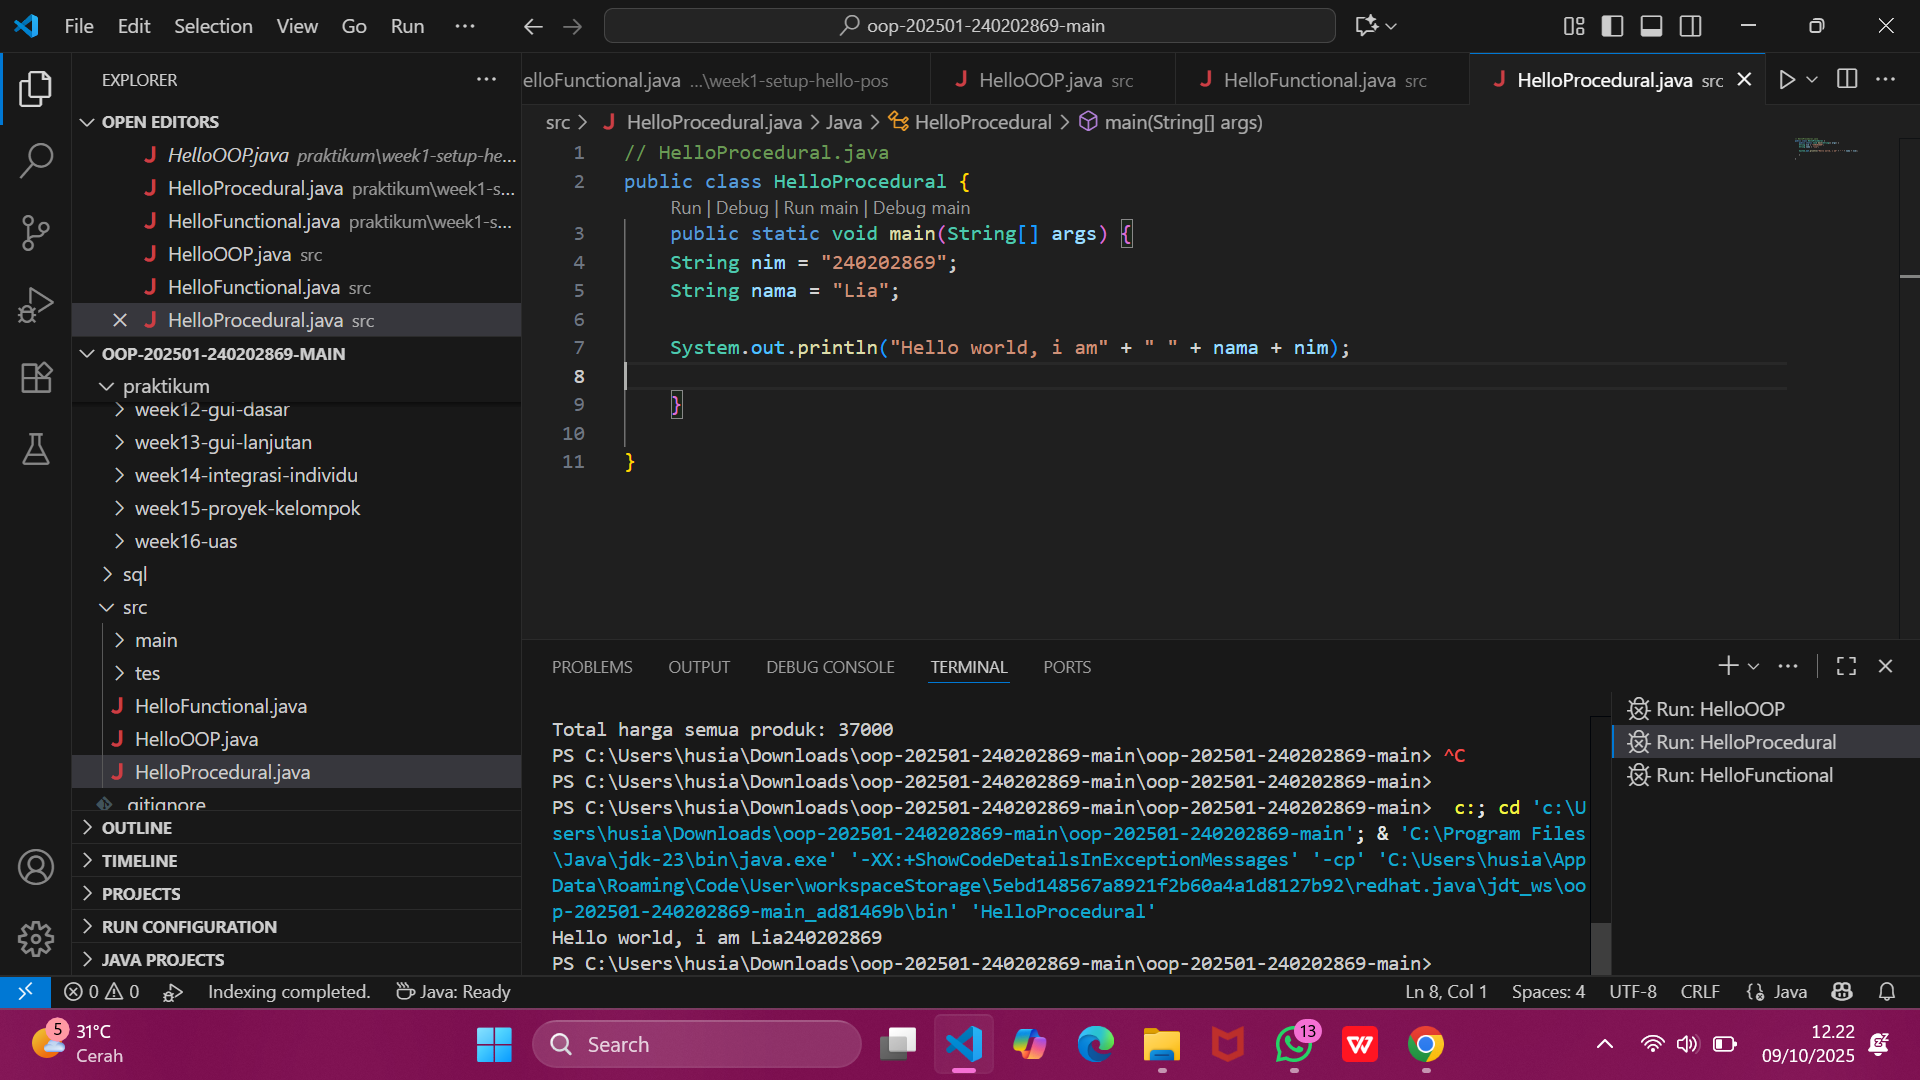 File Edit Selection View Go Run ...
oop-202501-240202869-main
EXPLORER
OPEN EDITORS
HelloOOP.java praktikum\week1-setup-he...
HelloProcedural.java praktikum\week1-s...
HelloFunctional.java praktikum\week1-s...
HelloOOP.java src
HelloFunctional.java src
HelloProcedural.java src
OOP-202501-240202869-MAIN
praktikum
week12-gui-dasar
week13-gui-lanjutan
week14-integrasi-individu
week15-proyek-kelompok
week16-uas
sql
src
main
tes
HelloFunctional.java
HelloOOP.java
HelloProcedural.java
.gitignore
OUTLINE
TIMELINE
PROJECTS
RUN CONFIGURATION
JAVA PROJECTS
elloFunctional.java ...\week1-setup-hello-pos
HelloOOP.java src
HelloFunctional.java src
HelloProcedural.java src
src > HelloProcedural.java > Java > HelloProcedural > main(String[] args)
1 // HelloProcedural.java
2 public class HelloProcedural {
Run | Debug | Run main | Debug main
3 public static void main(String[] args) {
4 String nim = "240202869";
5 String nama = "Lia";
6
7 System.out.println("Hello world, i am" + " " + nama + nim);
8
9 }
10
11 }
PROBLEMS OUTPUT DEBUG CONSOLE TERMINAL PORTS
Total harga semua produk: 37000
PS C:\Users\husia\Downloads\oop-202501-240202869-main\oop-202501-240202869-main> ^C
PS C:\Users\husia\Downloads\oop-202501-240202869-main\oop-202501-240202869-main>
PS C:\Users\husia\Downloads\oop-202501-240202869-main\oop-202501-240202869-main> c:; cd 'c:\U
sers\husia\Downloads\oop-202501-240202869-main\oop-202501-240202869-main'; & 'C:\Program Files
\Java\jdk-23\bin\java.exe' '-XX:+ShowCodeDetailsInExceptionMessages' '-cp' 'C:\Users\husia\App
Data\Roaming\Code\User\workspaceStorage\5ebd148567a8921f2b60a4a1d8127b92\redhat.java\jdt_ws\oo
p-202501-240202869-main_ad81469b\bin' 'HelloProcedural'
Hello world, i am Lia240202869
PS C:\Users\husia\Downloads\oop-202501-240202869-main\oop-202501-240202869-main>
Run: HelloOOP
Run: HelloProcedural
Run: HelloFunctional
0 0 Indexing completed. Java: Ready
Ln 8, Col 1 Spaces: 4 UTF-8 CRLF Java
5
31°C
Cerah
Search
13
W
12.22
09/10/2025